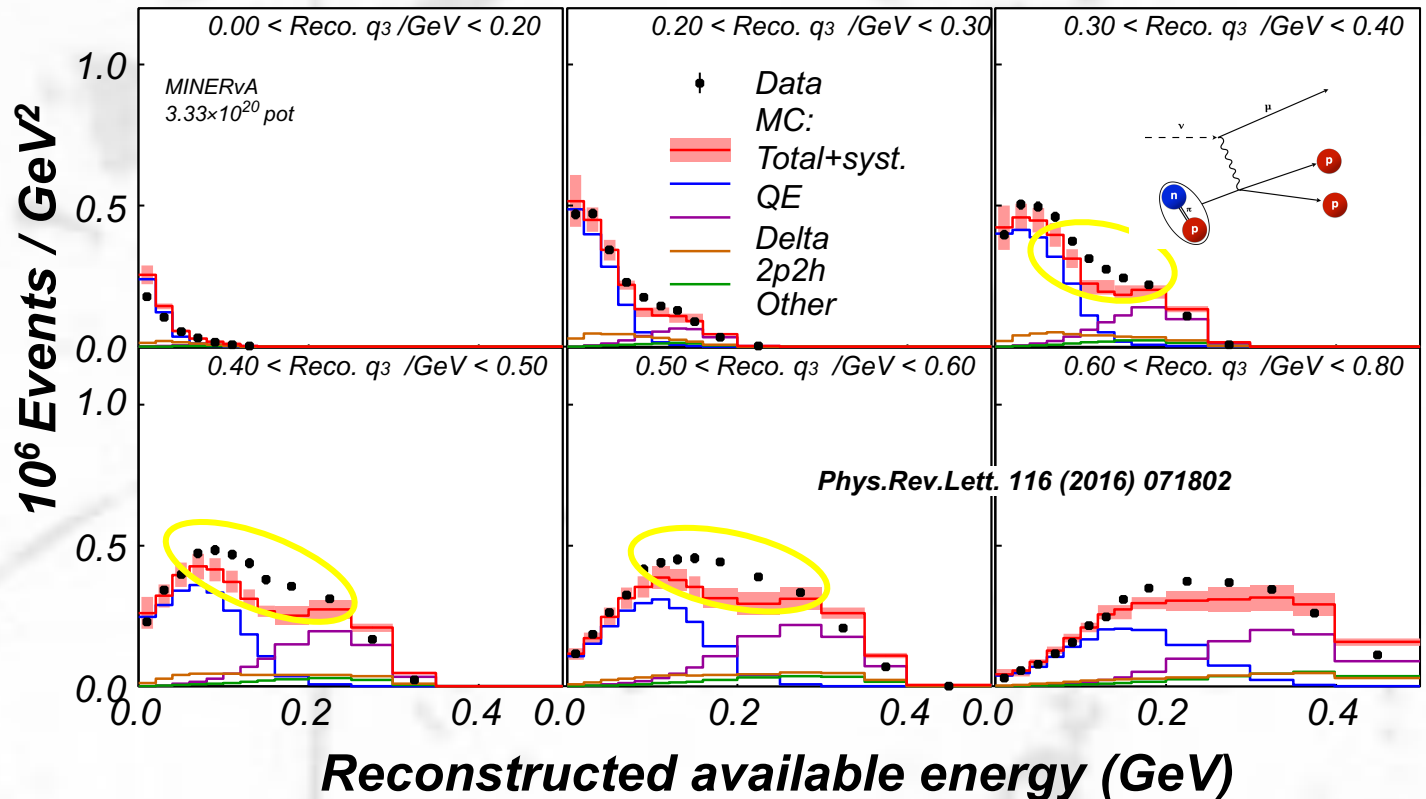 0.00 < Reco. q3 /GeV < 0.20
0.20 < Reco. q3 /GeV < 0.30
0.30 < Reco. q3 /GeV < 0.40
1.0
0.5
0.0
MINERvA
3.33×10^20 pot
Data
MC:
Total+syst.
QE
Delta
2p2h
Other
μ
ν
n
π
p
p
p
10^6 Events / GeV^2
0.40 < Reco. q3 /GeV < 0.50
0.50 < Reco. q3 /GeV < 0.60
0.60 < Reco. q3 /GeV < 0.80
1.0
0.5
0.0
Phys.Rev.Lett. 116 (2016) 071802
0.0 0.2 0.4 0.0 0.2 0.4 0.0 0.2 0.4
Reconstructed available energy (GeV)